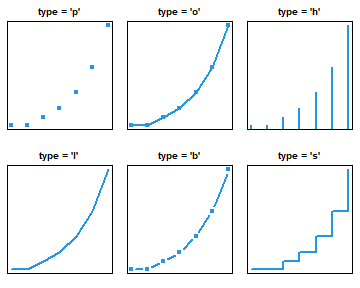 type = 'p'
type = 'o'
type = 'h'
type = 'l'
type = 'b'
type = 's'